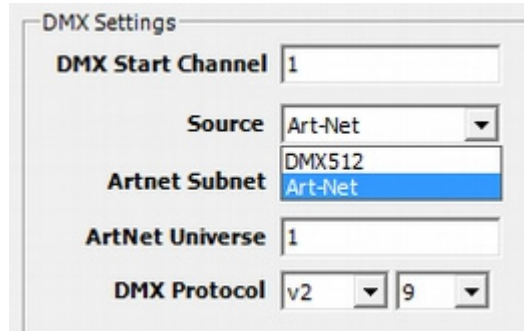 DMX Settings
DMX Start Channel 1
Source Art-Net
DMX512
Artnet Subnet Art-Net
ArtNet Universe 1
DMX Protocol v2 9